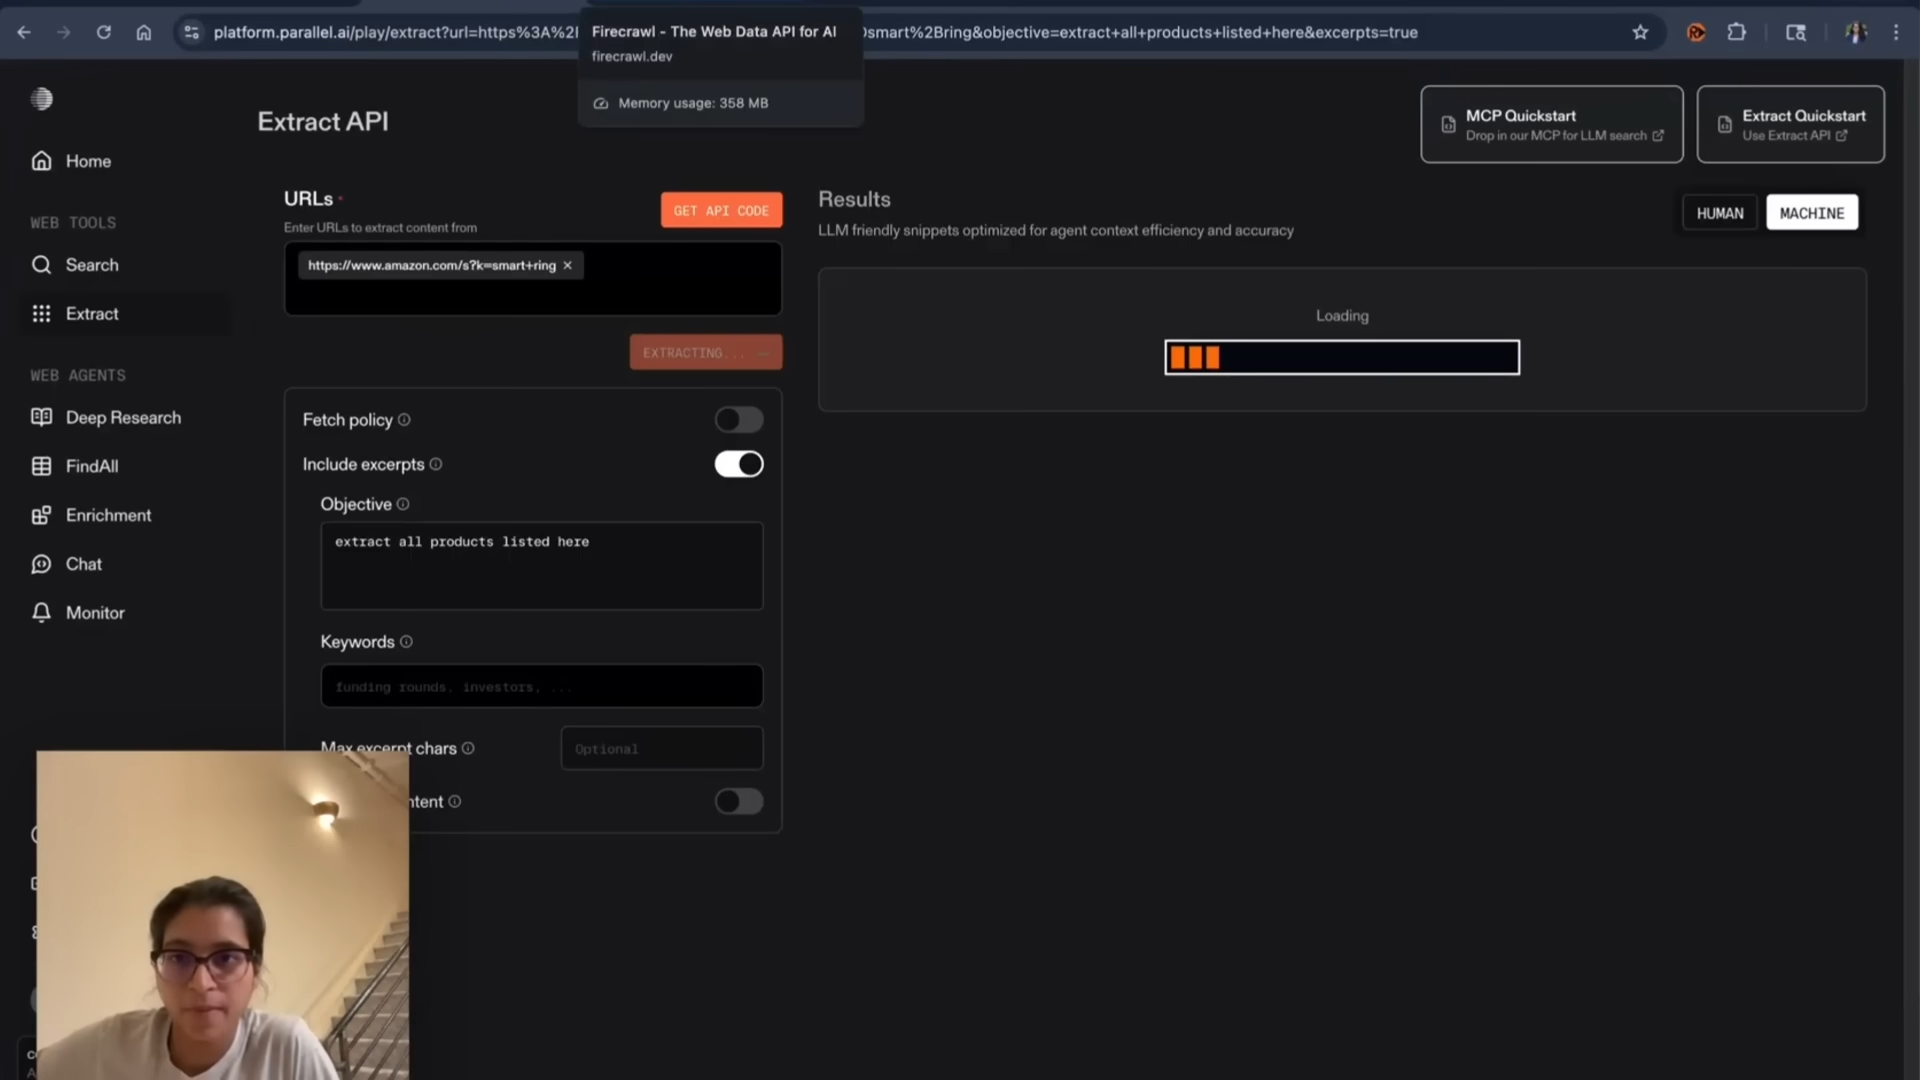 platform.parallel.ai/play/extract?url=https%3A%2F
smart%2Bring&objective=extract+all+products+listed+here&excerpts=true
Firecrawl - The Web Data API for AI
firecrawl.dev
Memory usage: 358 MB
Extract API
MCP Quickstart
Drop in our MCP for LLM search
Extract Quickstart
Use Extract API
Home
WEB TOOLS
Search
Extract
WEB AGENTS
Deep Research
FindAll
Enrichment
Chat
Monitor
URLs
GET API CODE
Enter URLs to extract content from
https://www.amazon.com/s?k=smart+ring ×
EXTRACTING...
Fetch policy
Include excerpts
Objective
extract all products listed here
Keywords
funding rounds, investors, ...
Max excerpt chars
Optional
ntent
Results
HUMAN
MACHINE
LLM friendly snippets optimized for agent context efficiency and accuracy
Loading